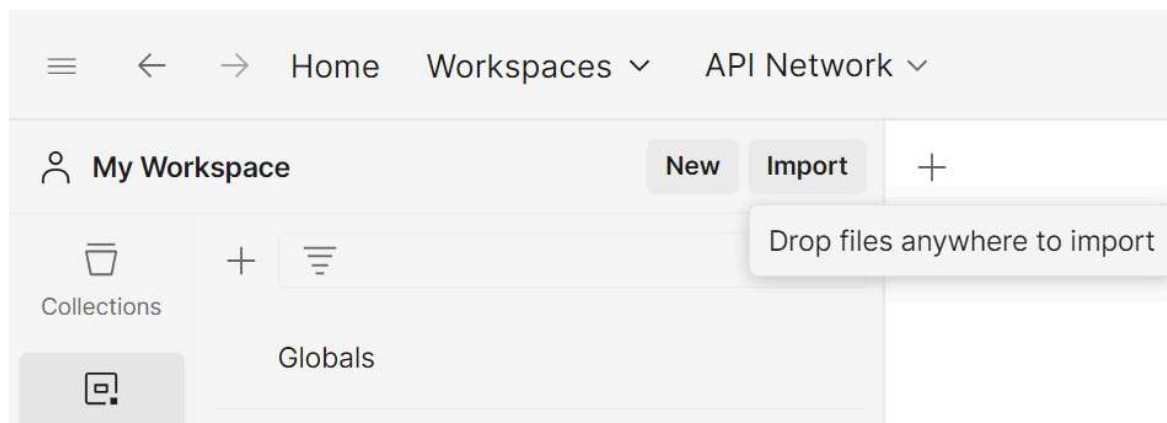 Home Workspaces API Network
My Workspace New Import
Drop files anywhere to import
Collections
Globals